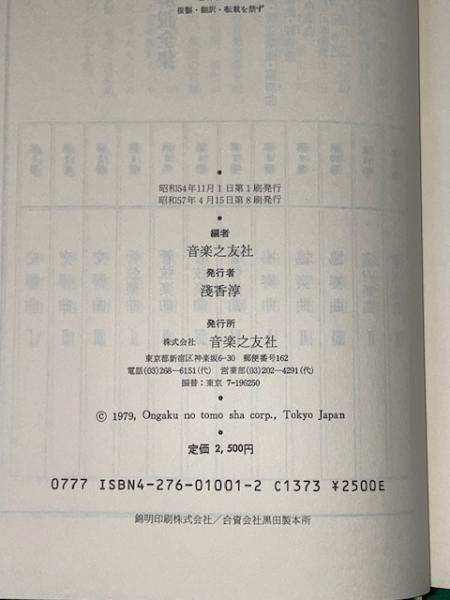 複製・翻訳・転載を禁ず
昭和54年11月1日第1刷発行
昭和57年4月15日第8刷発行
編者
音楽之友社
発行者
淺香淳
発行所
株式会社 音楽之友社
東京都新宿区神楽坂6-30 郵便番号162
電話(03)268-6151(代) 営業部(03)202-4291(代)
振替:東京 7-196250
© 1979, Ongaku no tomo sha corp., Tokyo Japan
定価 2,500円
0777 ISBN4-276-01001-2 C1373 ¥2500E
錦明印刷株式会社/合資会社黒田製本所